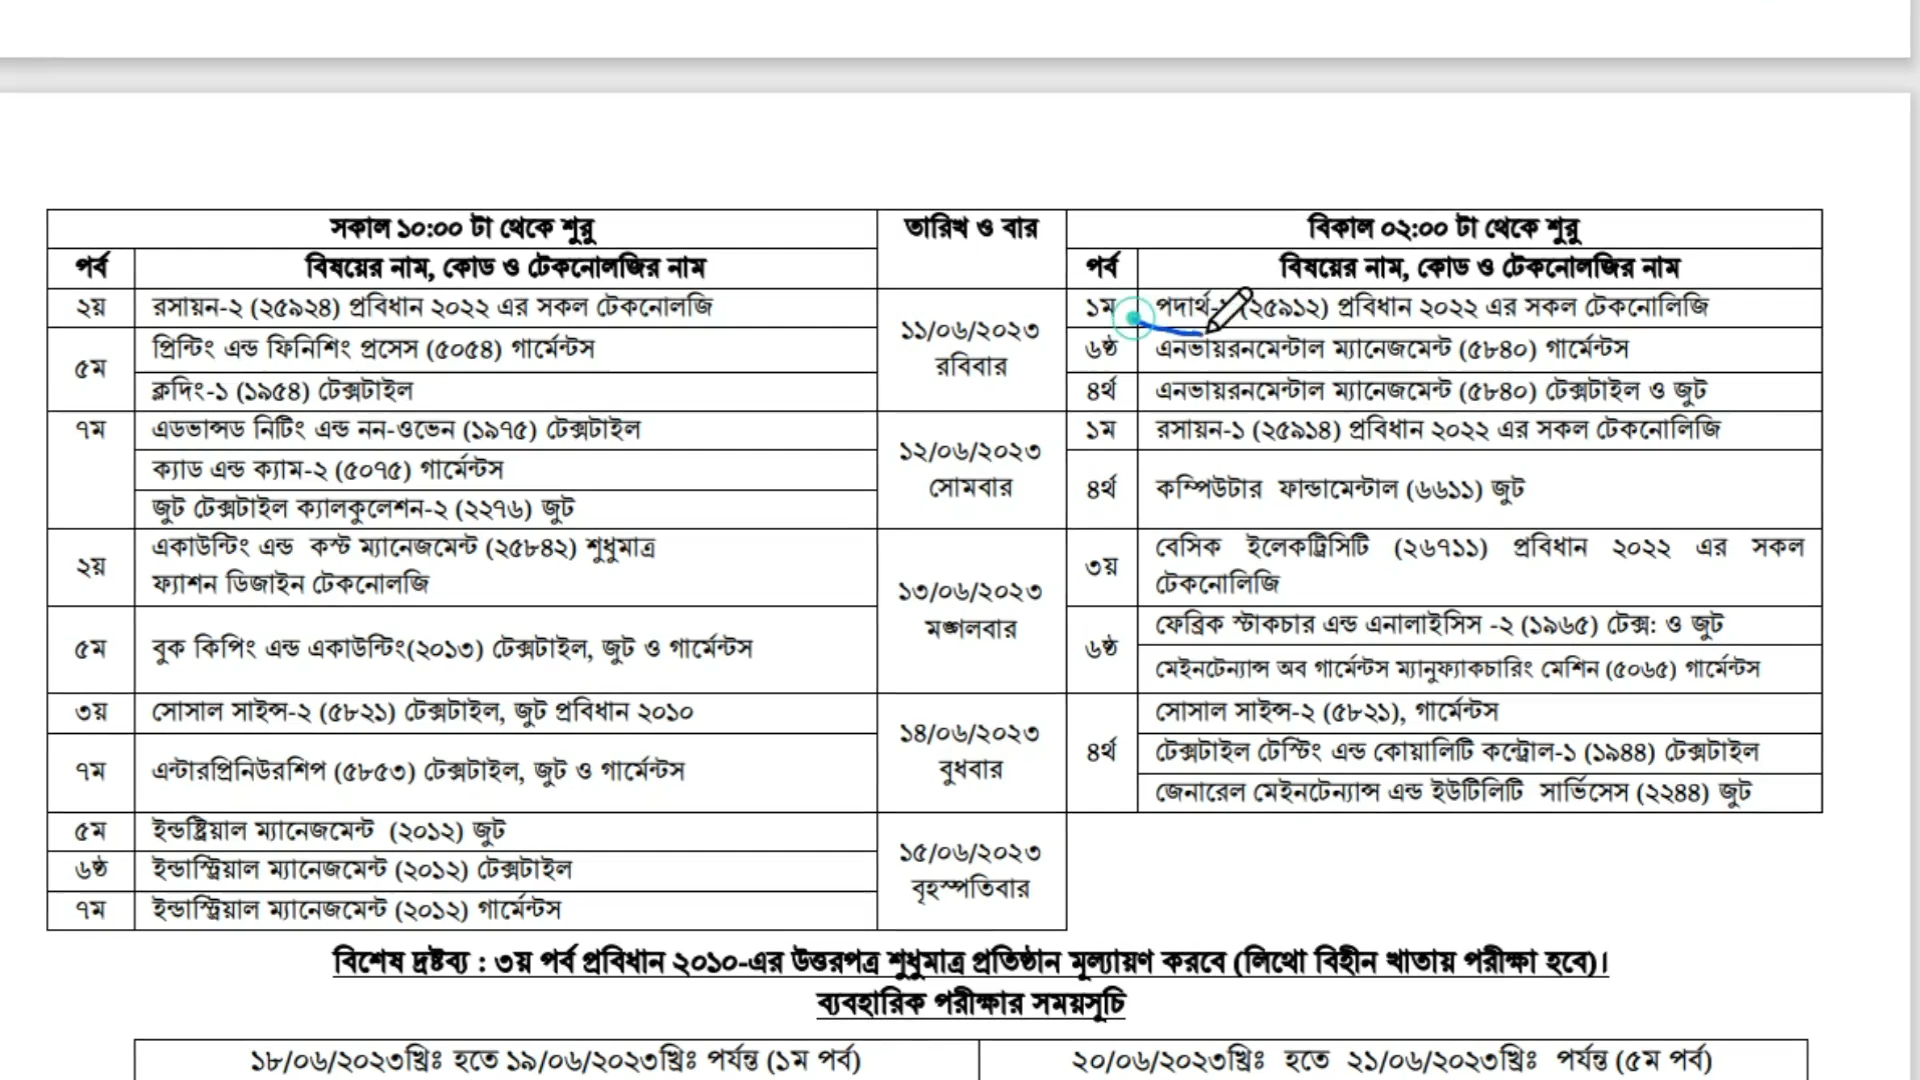 সকাল ১০:০০ টা থেকে শুরু তারিখ ও বার বিকাল ০২:০০ টা থেকে শুরু
পর্ব বিষয়ের নাম, কোড ও টেকনোলজির নাম পর্ব বিষয়ের নাম, কোড ও টেকনোলজির নাম
২য় রসায়ন-২ (২৫৯২৪) প্রবিধান ২০২২ এর সকল টেকনোলজি
৫ম প্রিন্টিং এন্ড ফিনিশিং প্রসেস (৫০৫৪) গার্মেন্টস
ক্লদিং-১ (১৯৫৪) টেক্সটাইল
১১/০৬/২০২৩
রবিবার
১ম পদার্থ- (২৫৯১২) প্রবিধান ২০২২ এর সকল টেকনোলিজি
৬ষ্ঠ এনভায়রনমেন্টাল ম্যানেজমেন্ট (৫৮৪০) গার্মেন্টস
৪র্থ এনভায়রনমেন্টাল ম্যানেজমেন্ট (৫৮৪০) টেক্সটাইল ও জুট
৭ম এডভান্সড নিটিং এন্ড নন-ওভেন (১৯৭৫) টেক্সটাইল
ক্যাড এন্ড ক্যাম-২ (৫০৭৫) গার্মেন্টস
জুট টেক্সটাইল ক্যালকুলেশন-২ (২২৭৬) জুট
১২/০৬/২০২৩
সোমবার
১ম রসায়ন-১ (২৫৯১৪) প্রবিধান ২০২২ এর সকল টেকনোলিজি
৪র্থ কম্পিউটার ফান্ডামেন্টাল (৬৬১১) জুট
২য় একাউন্টিং এন্ড কস্ট ম্যানেজমেন্ট (২৫৮৪২) শুধুমাত্র
ফ্যাশন ডিজাইন টেকনোলজি
৫ম বুক কিপিং এন্ড একাউন্টিং(২০১৩) টেক্সটাইল, জুট ও গার্মেন্টস
১৩/০৬/২০২৩
মঙ্গলবার
৩য় বেসিক ইলেকট্রিসিটি (২৬৭১১) প্রবিধান ২০২২ এর সকল
টেকনোলিজি
৬ষ্ঠ ফেব্রিক স্টাকচার এন্ড এনালাইসিস -২ (১৯৬৫) টেক্স: ও জুট
মেইনটেন্যান্স অব গার্মেন্টস ম্যানুফ্যাকচারিং মেশিন (৫০৬৫) গার্মেন্টস
৩য় সোসাল সাইন্স-২ (৫৮২১) টেক্সটাইল, জুট প্রবিধান ২০১০
৭ম এন্টারপ্রিনিউরশিপ (৫৮৫৩) টেক্সটাইল, জুট ও গার্মেন্টস
১৪/০৬/২০২৩
বুধবার
৪র্থ সোসাল সাইন্স-২ (৫৮২১), গার্মেন্টস
টেক্সটাইল টেস্টিং এন্ড কোয়ালিটি কন্ট্রোল-১ (১৯৪৪) টেক্সটাইল
জেনারেল মেইনটেন্যান্স এন্ড ইউটিলিটি সার্ভিসেস (২২৪৪) জুট
৫ম ইন্ডষ্ট্রিয়াল ম্যানেজমেন্ট (২০১২) জুট
৬ষ্ঠ ইন্ডাস্ট্রিয়াল ম্যানেজমেন্ট (২০১২) টেক্সটাইল
৭ম ইন্ডাস্ট্রিয়াল ম্যানেজমেন্ট (২০১২) গার্মেন্টস
১৫/০৬/২০২৩
বৃহস্পতিবার
বিশেষ দ্রষ্টব্য : ৩য় পর্ব প্রবিধান ২০১০-এর উত্তরপত্র শুধুমাত্র প্রতিষ্ঠান মূল্যায়ণ করবে (লিথো বিহীন খাতায় পরীক্ষা হবে)।
ব্যবহারিক পরীক্ষার সময়সূচি
১৮/০৬/২০২৩খ্রিঃ হতে ১৯/০৬/২০২৩খ্রিঃ পর্যন্ত (১ম পর্ব) ২০/০৬/২০২৩খ্রিঃ হতে ২১/০৬/২০২৩খ্রিঃ পর্যন্ত (৫ম পর্ব)